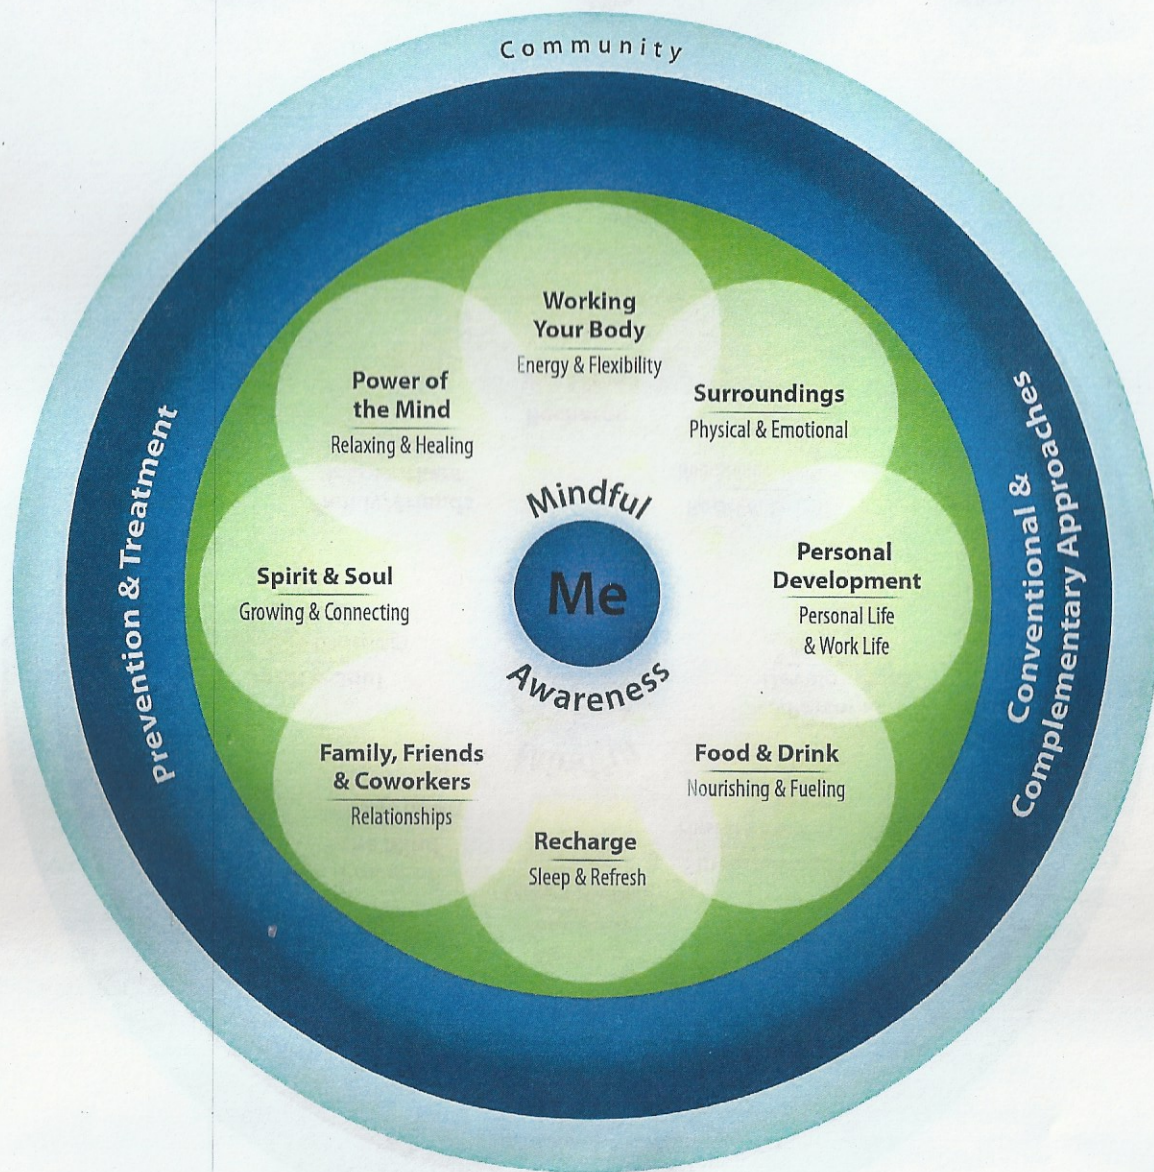 Community
Working
Your Body
Energy & Flexibility
Surroundings
Physical & Emotional
Personal
Development
Personal Life
& Work Life
Food & Drink
Nourishing & Fueling
Recharge
Sleep & Refresh
Family, Friends
& Coworkers
Relationships
Spirit & Soul
Growing & Connecting
Power of
the Mind
Relaxing & Healing
Mindful
Me
Awareness
Prevention & Treatment
Conventional &
Complementary Approaches